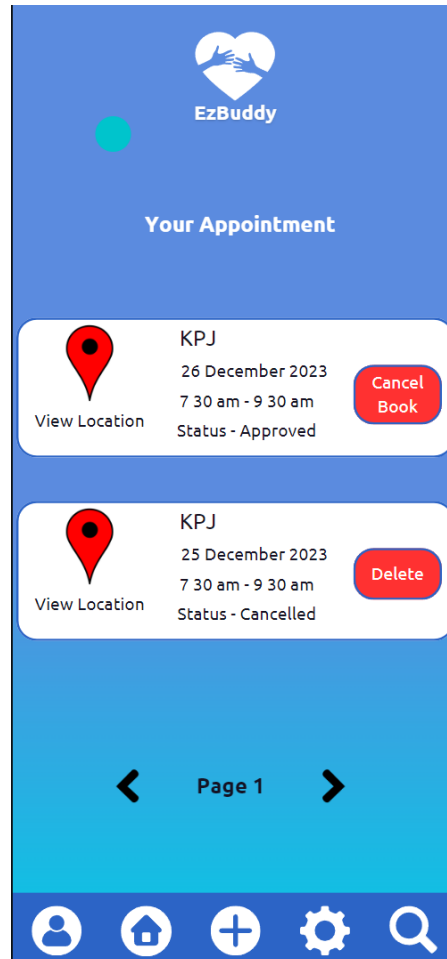 EzBuddy
Your Appointment
KPJ
26 December 2023
7 30 am - 9 30 am
Status - Approved
View Location
Cancel
Book
KPJ
25 December 2023
7 30 am - 9 30 am
Status - Cancelled
View Location
Delete
Page 1